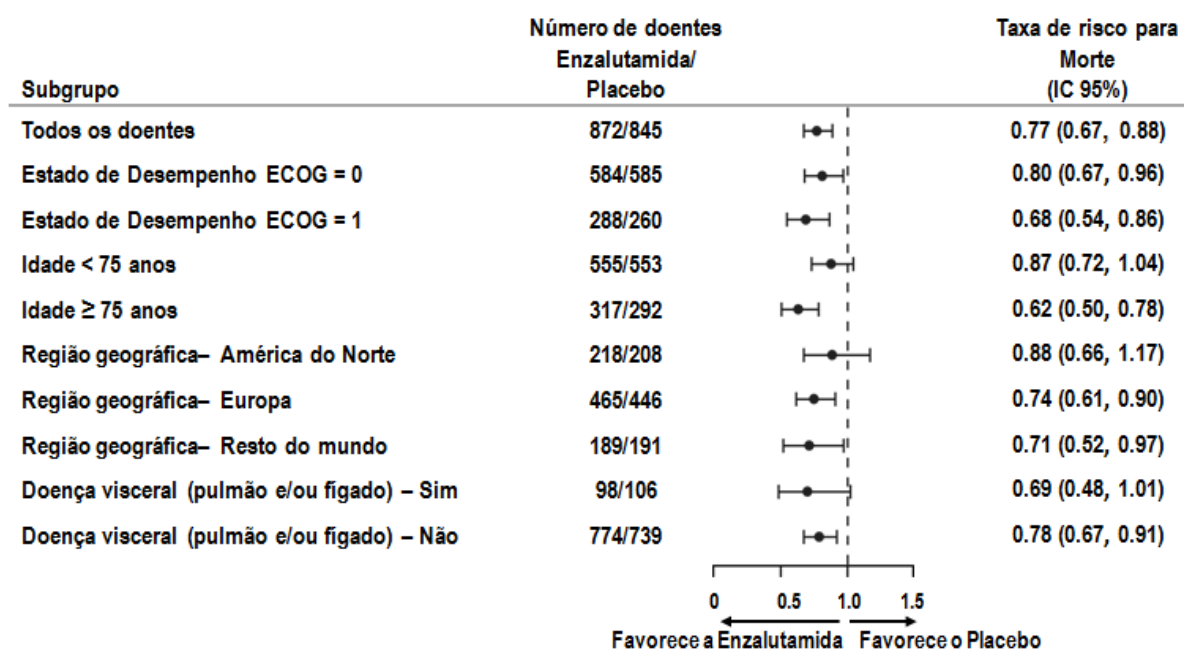 Número de doentes Taxa de risco para
Enzalutamida/ Morte
Subgrupo Placebo (IC 95%)
Todos os doentes 872/845 0.77 (0.67, 0.88)
Estado de Desempenho ECOG = 0 584/585 0.80 (0.67, 0.96)
Estado de Desempenho ECOG = 1 288/260 0.68 (0.54, 0.86)
Idade < 75 anos 555/553 0.87 (0.72, 1.04)
Idade ≥ 75 anos 317/292 0.62 (0.50, 0.78)
Região geográfica– América do Norte 218/208 0.88 (0.66, 1.17)
Região geográfica– Europa 465/446 0.74 (0.61, 0.90)
Região geográfica– Resto do mundo 189/191 0.71 (0.52, 0.97)
Doença visceral (pulmão e/ou fígado) – Sim 98/106 0.69 (0.48, 1.01)
Doença visceral (pulmão e/ou fígado) – Não 774/739 0.78 (0.67, 0.91)
0 0.5 1.0 1.5
Favorece a Enzalutamida Favorece o Placebo